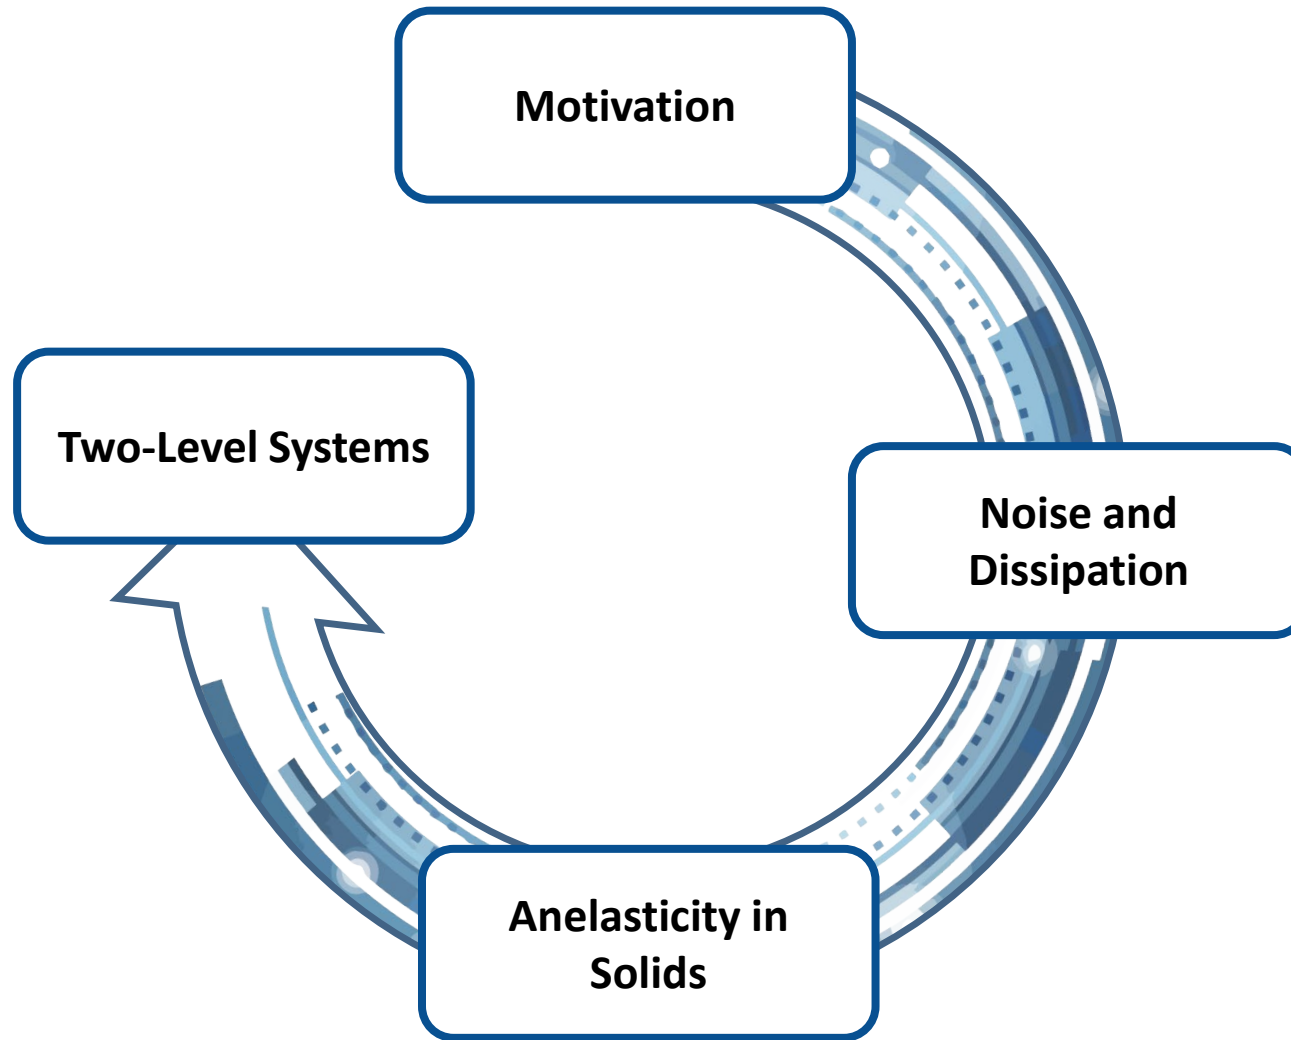 Motivation
Two-Level Systems
Noise and
Dissipation
Anelasticity in
Solids